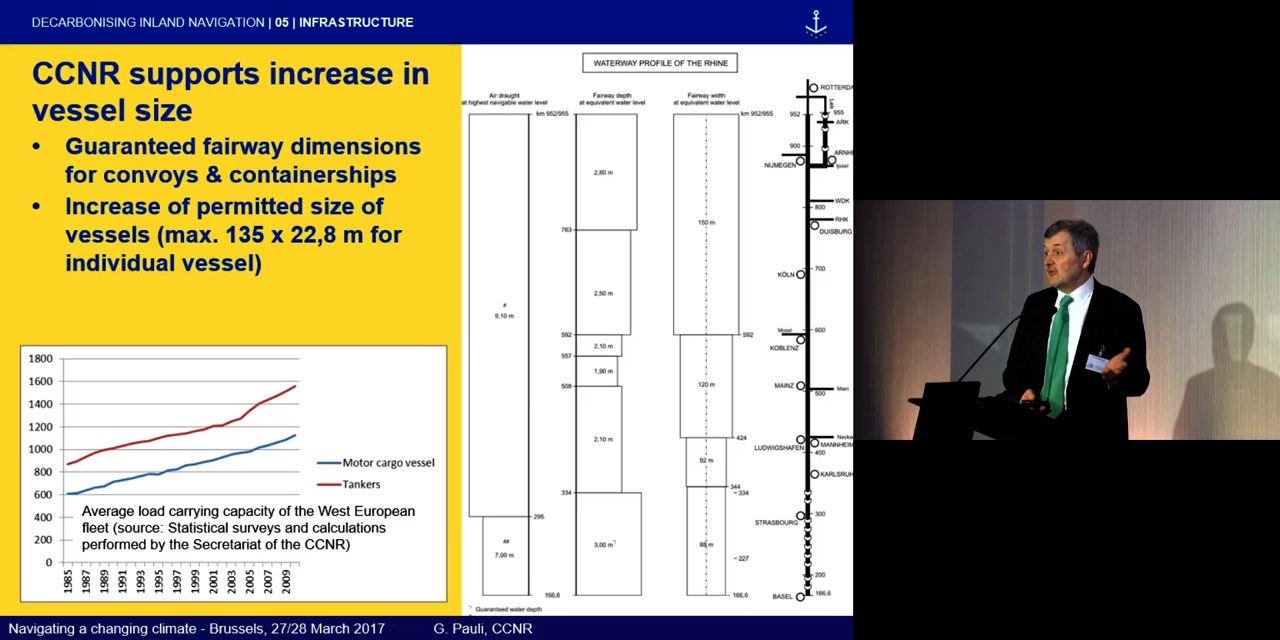 DECARBONISING INLAND NAVIGATION | 05 | INFRASTRUCTURE
CCNR supports increase in
vessel size
• Guaranteed fairway dimensions
for convoys & containerships
• Increase of permitted size of
vessels (max. 135 x 22,8 m for
individual vessel)
1800
1600
1400
1200
1000
800
600
400
200
0
1985
1987
1989
1991
1993
1995
1997
1999
2001
2003
2005
2007
2009
Motor cargo vessel
Tankers
Average load carrying capacity of the West European
fleet (source: Statistical surveys and calculations
performed by the Secretariat of the CCNR)
WATERWAY PROFILE OF THE RHINE
Air draught
at highest navigable water level
Fairway depth
at equivalent water level
Fairway width
at equivalent water level
km 952/955
km 952/955
#
9,10 m
295
##
7,00 m
166,6
2,80 m
763
2,50 m
592
2,10 m
557
1,90 m
508
2,10 m
334
3,00 m
166,6
150 m
592
120 m
424
92 m
344
~334
88 m
~227
166,6
ROTTERDA
Lek
952
955
ARK
900
ARNHE
NIJMEGEN
Ijssel
WDK
800
RHK
DUISBURG
700
KÖLN
600
Mosel
KOBLENZ
MAINZ
Main
500
Necka
LUDWIGSHAFEN
MANNHEIM
400
KARLSRUH
300
STRASBOURG
200
BASEL
166,6
Guaranteed water depth
Navigating a changing climate - Brussels, 27/28 March 2017
G. Pauli, CCNR